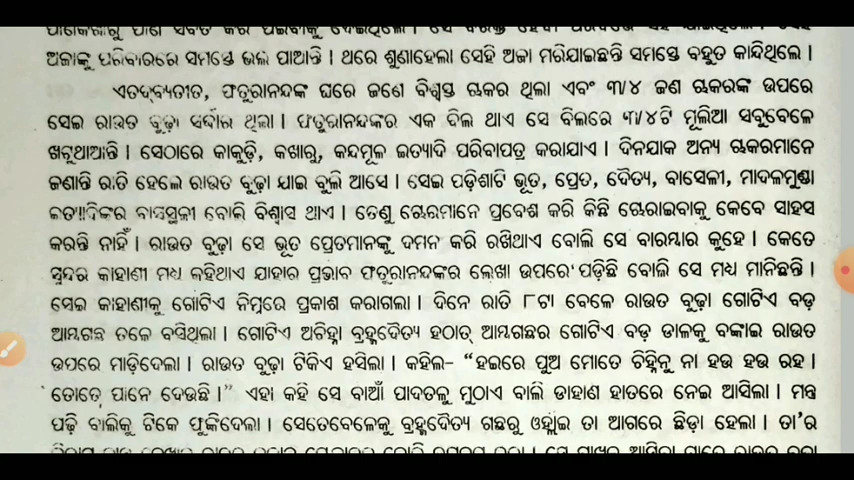 ଅଜାଙ୍କୁ ପରିବାରରେ ସମସ୍ତେ ଭଲ ପାଆନ୍ତି । ଥରେ ଶୁଣାହେଲା ସେହି ଅଜା ମରିଯାଇଛନ୍ତି ସମସ୍ତେ ବହୁତ କାନ୍ଦିଥିଲେ ।
ଏତଦ୍‌ବ୍ୟତୀତ, ଫତୁରାନନ୍ଦଙ୍କ ଘରେ ଜଣେ ବିଶ୍ୱସ୍ତ ଚାକର ଥିଲା ଏବଂ ୩/୪ ଜଣ ଚାକରଙ୍କ ଉପରେ
ସେଇ ରାଉତ ବୁଢ଼ା ସର୍ଦ୍ଦାର ଥିଲା । ଫତୁରାନନ୍ଦଙ୍କର ଏକ ବିଲ ଥାଏ ସେ ବିଲରେ ୩/୪ଟି ମୂଲିଆ ସବୁବେଳେ
ଖଟୁଥାଆନ୍ତି । ସେଠାରେ କାକୁଡ଼ି, କଖାରୁ, କନ୍ଦମୂଳ ଇତ୍ୟାଦି ପରିବାପତ୍ର କରାଯାଏ । ଦିନଯାକ ଅନ୍ୟ ଚାକରମାନେ
ଜଣାନ୍ତି ରାତି ହେଲେ ରାଉତ ବୁଢ଼ା ଯାଇ ବୁଲି ଆସେ । ସେଇ ପଡ଼ିଶାଟି ଭୂତ, ପ୍ରେତ, ଦୈତ୍ୟ, ବାସେଳୀ, ମାଦଳମୁଣ୍ଡା
ଇତ୍ୟାଦିଙ୍କର ବାସସ୍ଥଳୀ ବୋଲି ବିଶ୍ୱାସ ଥାଏ । ତେଣୁ ଚୋରମାନେ ପ୍ରବେଶ କରି କିଛି ଚୋରାଇବାକୁ କେବେ ସାହସ
କରନ୍ତି ନାହିଁ । ରାଉତ ବୁଢ଼ା ସେ ଭୂତ ପ୍ରେତମାନଙ୍କୁ ଦମନ କରି ରଖିଥାଏ ବୋଲି ସେ ବାରମ୍ବାର କୁହେ । କେତେ
ସୁନ୍ଦର କାହାଣୀ ମଧ୍ୟ କହିଥାଏ ଯାହାର ପ୍ରଭାବ ଫତୁରାନନ୍ଦଙ୍କର ଲେଖା ଉପରେ ପଡ଼ିଛି ବୋଲି ସେ ମଧ୍ୟ ମାନିଛନ୍ତି ।
ସେଇ କାହାଣୀକୁ ଗୋଟିଏ ନିମ୍ନରେ ପ୍ରକାଶ କରାଗଲା । ଦିନେ ରାତି ୮ଟା ବେଳେ ରାଉତ ବୁଢ଼ା ଗୋଟିଏ ବଡ଼
ଆମ୍ବଗଛ ତଳେ ବସିଥିଲା । ଗୋଟିଏ ଅଚିହ୍ନା ବ୍ରହ୍ମଦୈତ୍ୟ ହଠାତ୍ ଆମ୍ବଗଛର ଗୋଟିଏ ବଡ଼ ଡାଳକୁ ବଙ୍କାଇ ରାଉତ
ଉପରେ ମାଡ଼ିଦେଲା । ରାଉତ ବୁଢ଼ା ଟିକିଏ ହସିଲା । କହିଲ- “ହଇରେ ପୁଅ ମୋତେ ଚିହ୍ନିନୁ ନା ହଉ ହଉ ରହ ।
ତୋତେ ପାନେ ଦେଉଛି ।” ଏହା କହି ସେ ବାଆଁ ପାଦତଳୁ ମୁଠାଏ ବାଲି ଡାହାଣ ହାତରେ ନେଇ ଆସିଲା । ମନ୍ତ୍ର
ପଢ଼ି ବାଲିକୁ ଟିକେ ଫୁଙ୍କିଦେଲା । ସେତେବେଳେକୁ ବ୍ରହ୍ମଦୈତ୍ୟ ଗଛରୁ ଓହ୍ଲାଇ ତା ଆଗରେ ଛିଡ଼ା ହେଲା । ତା’ର